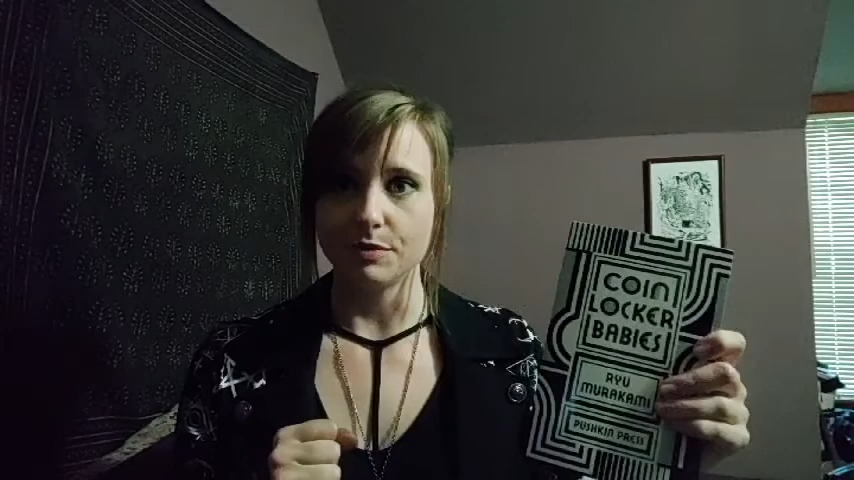 COIN
LOCKER
BABIES
RYU
MURAKAMI
PUSHKIN PRESS